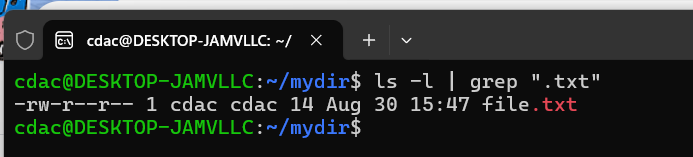 cdac@DESKTOP-JAMVLLC: ~/
cdac@DESKTOP-JAMVLLC:~/mydir$ ls -l | grep ".txt"
-rw-r--r-- 1 cdac cdac 14 Aug 30 15:47 file.txt
cdac@DESKTOP-JAMVLLC:~/mydir$